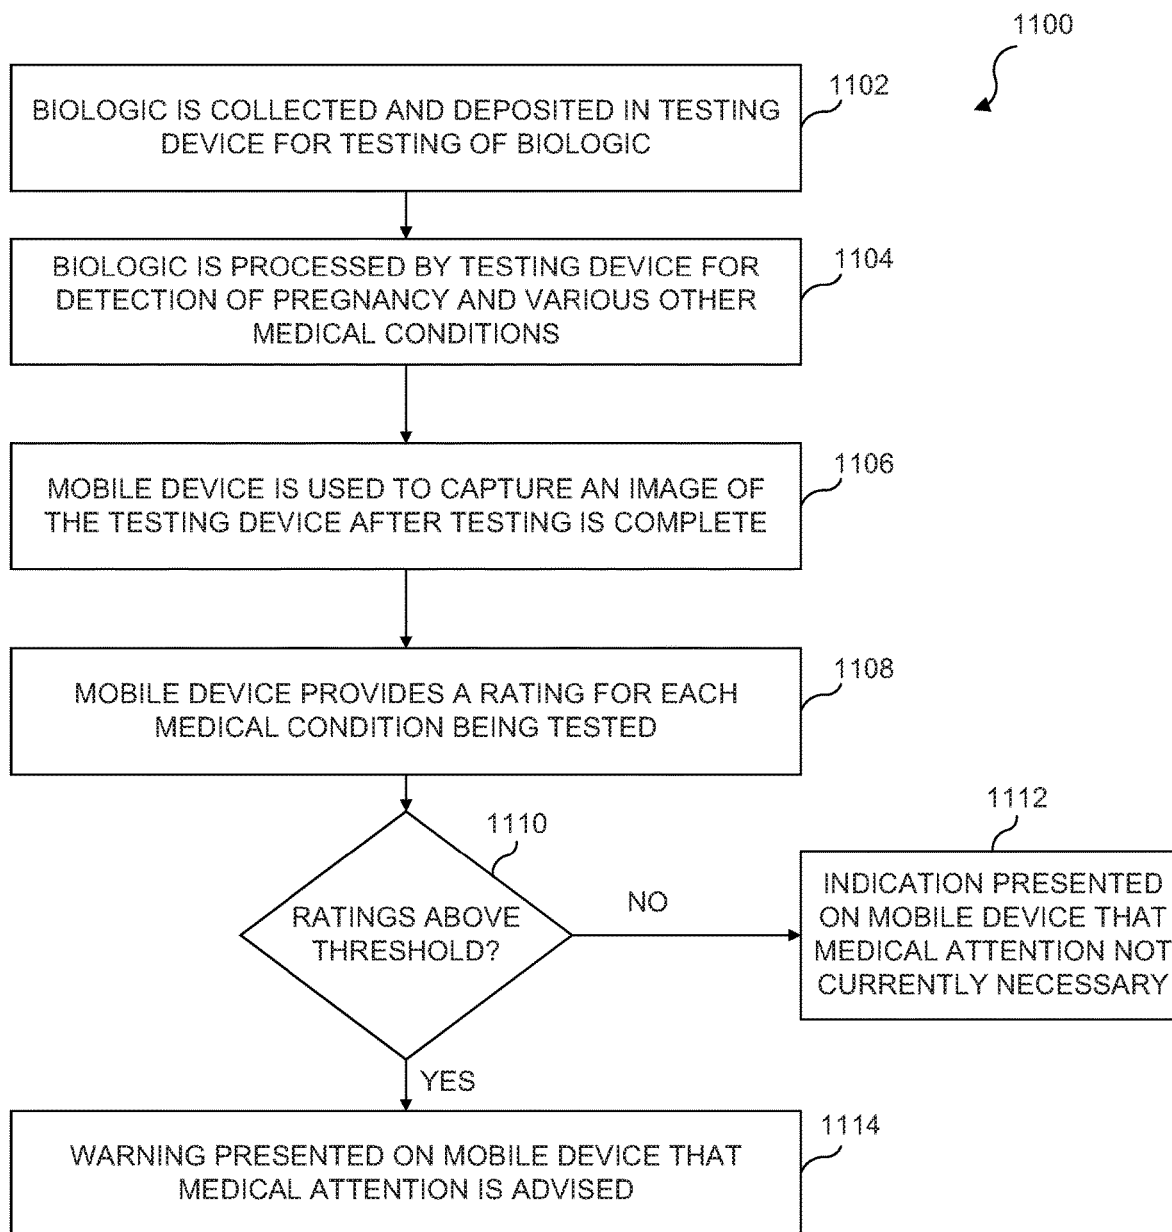 1100
BIOLOGIC IS COLLECTED AND DEPOSITED IN TESTING
DEVICE FOR TESTING OF BIOLOGIC
1102
BIOLOGIC IS PROCESSED BY TESTING DEVICE FOR
DETECTION OF PREGNANCY AND VARIOUS OTHER
MEDICAL CONDITIONS
1104
MOBILE DEVICE IS USED TO CAPTURE AN IMAGE OF
THE TESTING DEVICE AFTER TESTING IS COMPLETE
1106
MOBILE DEVICE PROVIDES A RATING FOR EACH
MEDICAL CONDITION BEING TESTED
1108
RATINGS ABOVE
THRESHOLD?
1110
NO
1112
INDICATION PRESENTED
ON MOBILE DEVICE THAT
MEDICAL ATTENTION NOT
CURRENTLY NECESSARY
YES
WARNING PRESENTED ON MOBILE DEVICE THAT
MEDICAL ATTENTION IS ADVISED
1114